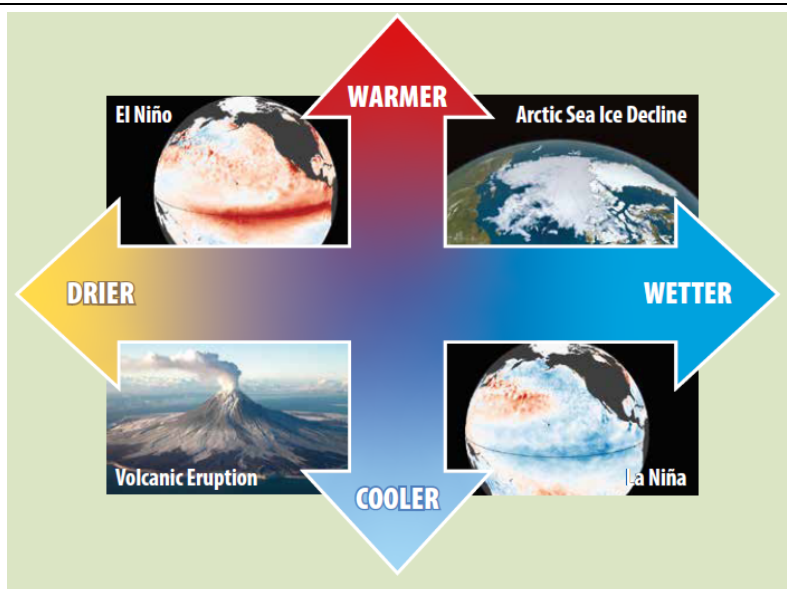 WARMER
El Niño
Arctic Sea Ice Decline
DRIER
WETTER
Volcanic Eruption
La Niña
COOLER